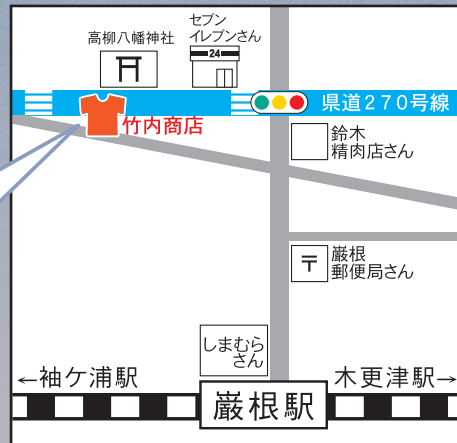 高柳八幡神社
セブン
イレブンさん
24
県道270号線
竹内商店
鈴木
精肉店さん
〒
巌根
郵便局さん
しまむら
さん
←袖ケ浦駅
巌根駅
木更津駅→